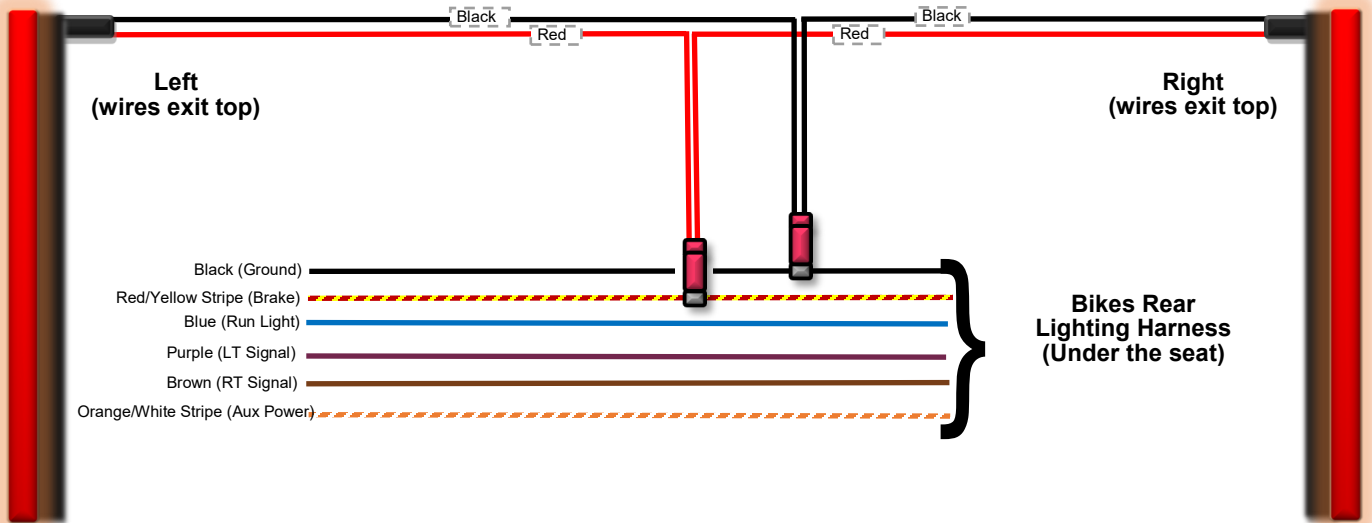 Black
Black
Red
Red
Left
(wires exit top)
Right
(wires exit top)
Black (Ground)
Red/Yellow Stripe (Brake)
Blue (Run Light)
Purple (LT Signal)
Brown (RT Signal)
Orange/White Stripe (Aux Power)
Bikes Rear
Lighting Harness
(Under the seat)